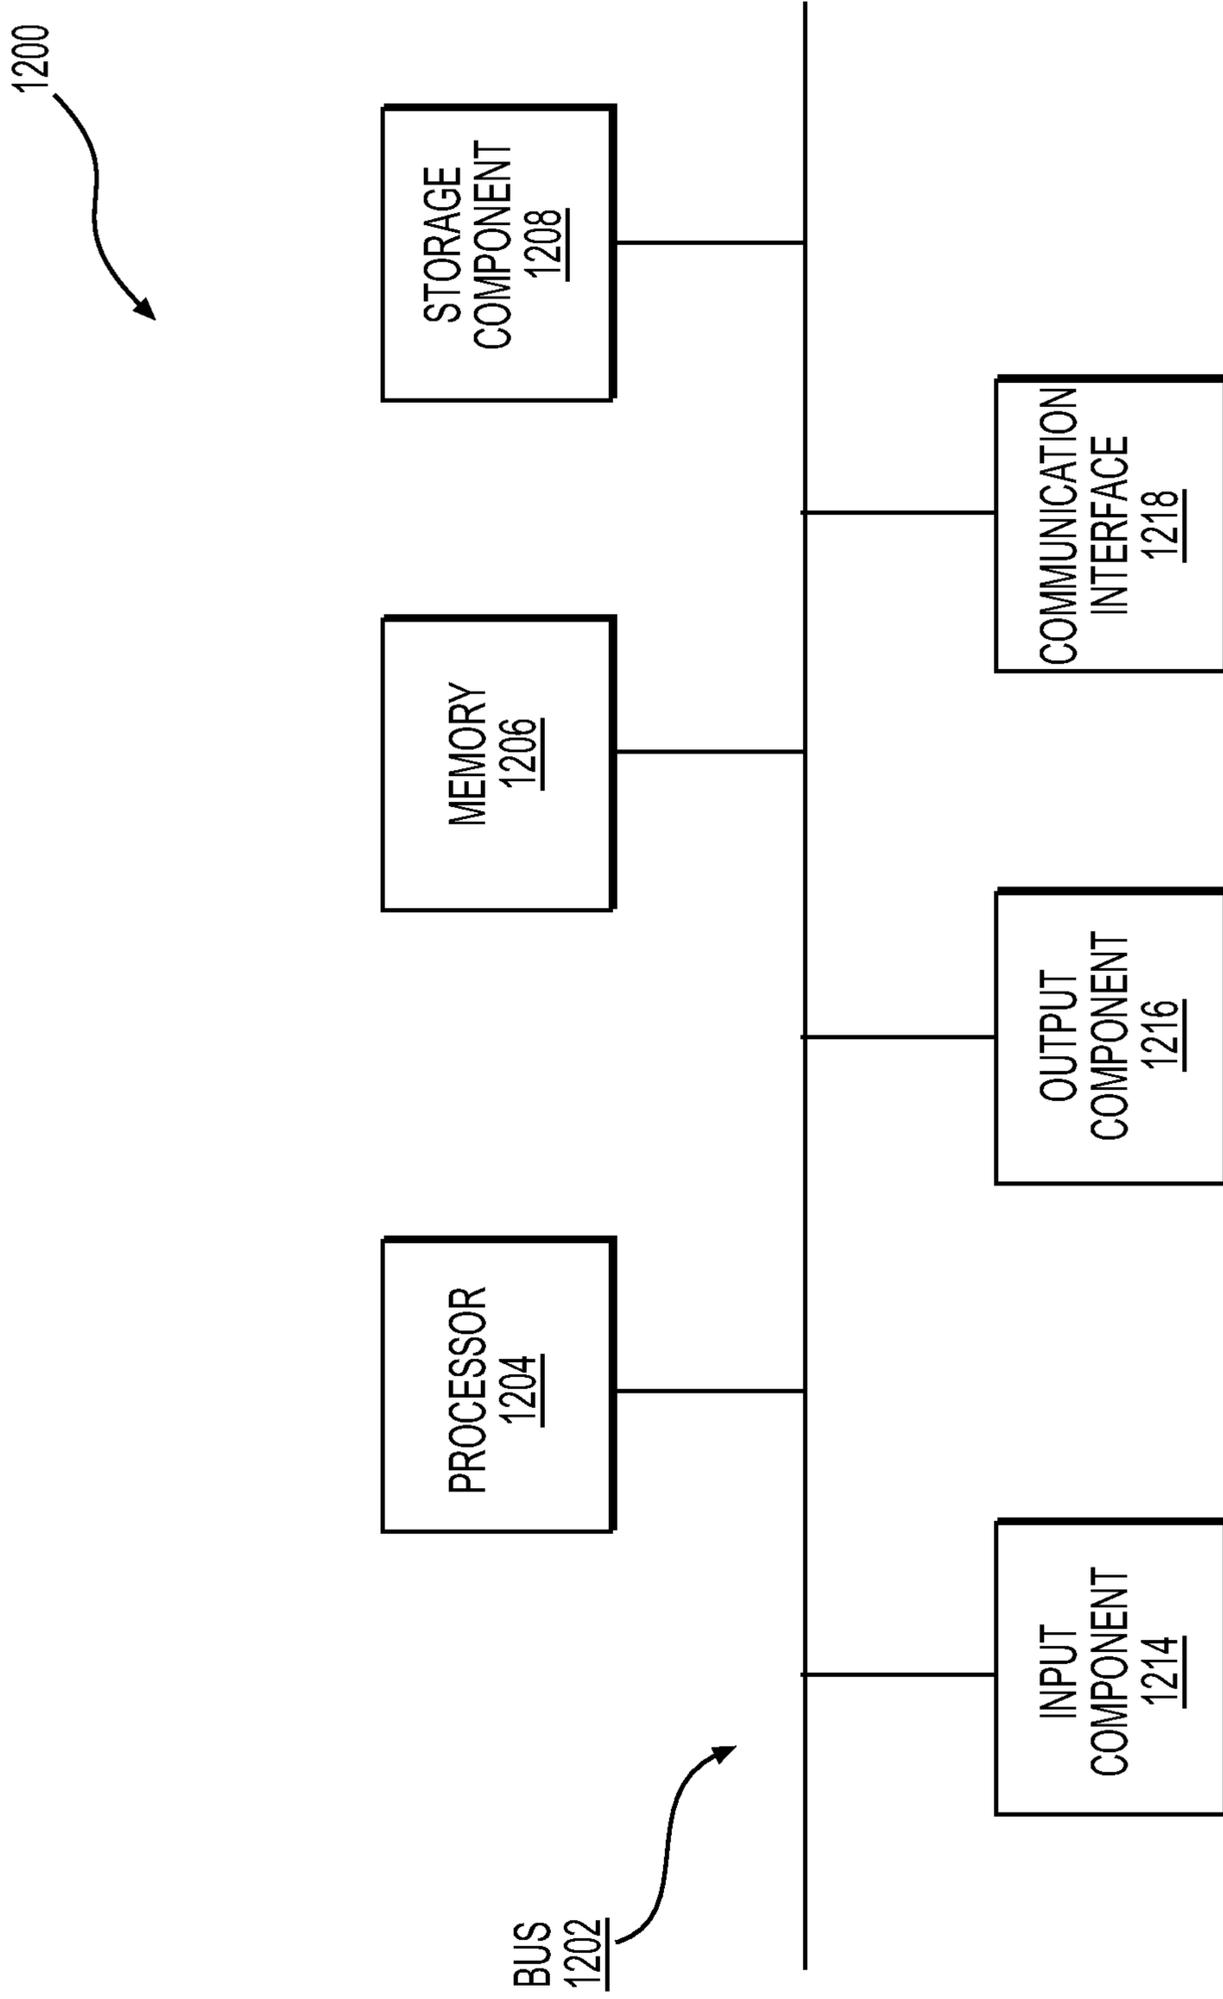 1200
PROCESSOR
1204
MEMORY
1206
STORAGE
COMPONENT
1208
BUS
1202
INPUT
COMPONENT
1214
OUTPUT
COMPONENT
1216
COMMUNICATION
INTERFACE
1218